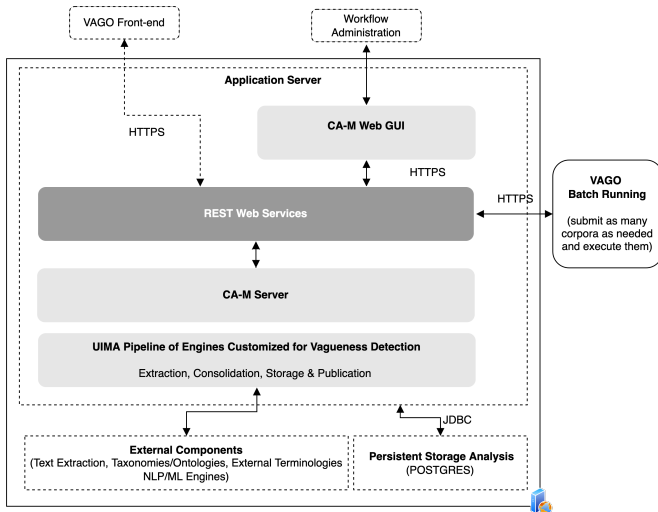 VAGO Front-end
Workflow
Administration
Application Server
CA-M Web GUI
HTTPS
HTTPS
HTTPS
REST Web Services
VAGO
Batch Running
(submit as many
corpora as needed
and execute them)
CA-M Server
UIMA Pipeline of Engines Customized for Vagueness Detection
Extraction, Consolidation, Storage & Publication
JDBC
External Components
(Text Extraction, Taxonomies/Ontologies, External Terminologies
NLP/ML Engines)
Persistent Storage Analysis
(POSTGRES)